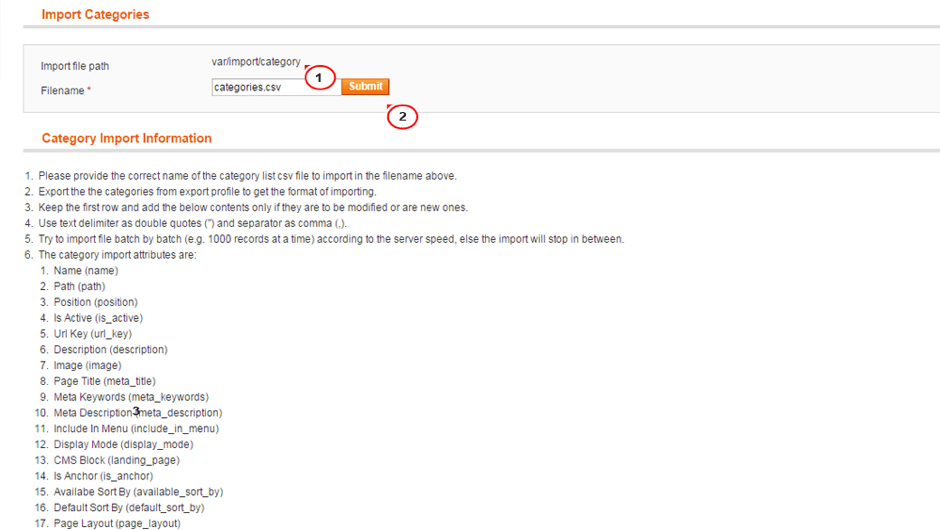 Import Categories
Import file path var/import/category
1
Filename * categories.csv Submit
2
Category Import Information
1. Please provide the correct name of the category list csv file to import in the filename above.
2. Export the the categories from export profile to get the format of importing.
3. Keep the first row and add the below contents only if they are to be modified or are new ones.
4. Use text delimiter as double quotes (") and separator as comma (,).
5. Try to import file batch by batch (e.g. 1000 records at a time) according to the server speed, else the import will stop in between.
6. The category import attributes are:
1. Name (name)
2. Path (path)
3. Position (position)
4. Is Active (is_active)
5. Url Key (url_key)
6. Description (description)
7. Image (image)
8. Page Title (meta_title)
9. Meta Keywords (meta_keywords)
10. Meta Description (meta_description)
3
11. Include In Menu (include_in_menu)
12. Display Mode (display_mode)
13. CMS Block (landing_page)
14. Is Anchor (is_anchor)
15. Availabe Sort By (available_sort_by)
16. Default Sort By (default_sort_by)
17. Page Layout (page_layout)